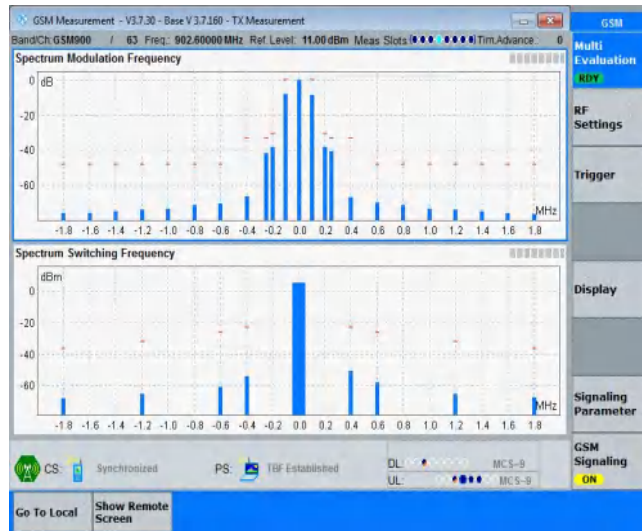 GSM Measurement - V3.7.30 - Base V 3.7.160 - TX Measurement
GSM
Band/Ch: GSM900 / 63 Freq.: 902.60000 MHz Ref. Level: 11.00 dBm Meas Slots Tim.Advance: 0
Multi Evaluation
RDY
Spectrum Modulation Frequency
dB
0
-20
-40
-60
MHz
-1.8 -1.6 -1.4 -1.2 -1.0 -0.8 -0.6 -0.4 -0.2 0.0 0.2 0.4 0.6 0.8 1.0 1.2 1.4 1.6 1.8
RF Settings
Trigger
Spectrum Switching Frequency
dBm
0
-20
-40
-60
MHz
-1.8 -1.6 -1.4 -1.2 -1.0 -0.8 -0.6 -0.4 -0.2 0.0 0.2 0.4 0.6 0.8 1.0 1.2 1.4 1.6 1.8
Display
Signaling Parameter
CS: Synchronized PS: TBF Established
DL: MCS-9
UL: MCS-9
GSM Signaling
ON
Go To Local
Show Remote Screen